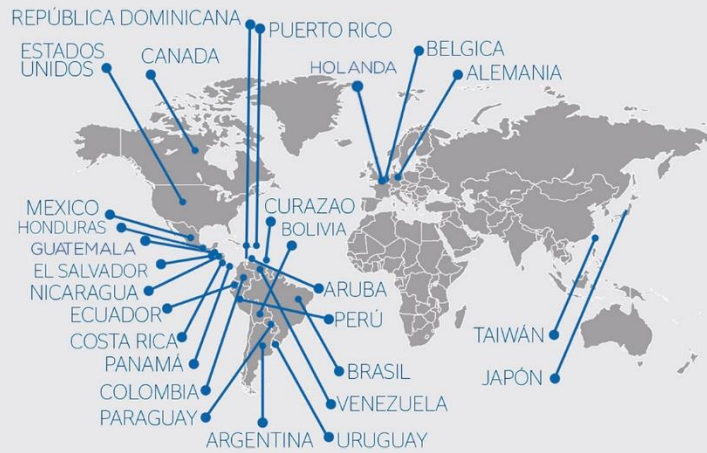 REPÚBLICA DOMINICANA
PUERTO RICO
ESTADOS
UNIDOS
CANADA
HOLANDA
BELGICA
ALEMANIA
MEXICO
HONDURAS
GUATEMALA
EL SALVADOR
NICARAGUA
ECUADOR
COSTA RICA
PANAMÁ
COLOMBIA
PARAGUAY
ARGENTINA
CURAZAO
BOLIVIA
ARUBA
PERÚ
BRASIL
VENEZUELA
URUGUAY
TAIWÁN
JAPÓN